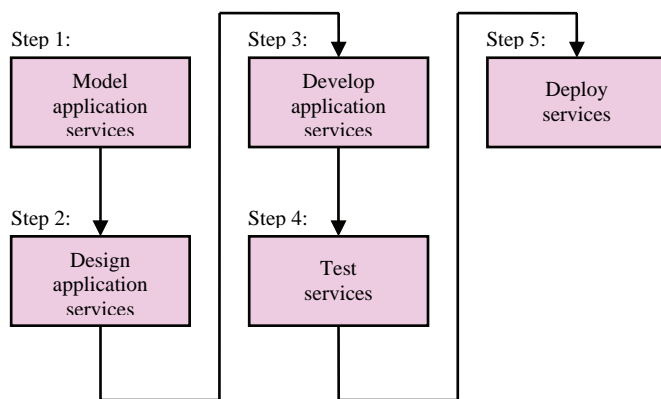 Step 1:
Model
application
services
Step 2:
Design
application
services
Step 3:
Develop
application
services
Step 4:
Test
services
Step 5:
Deploy
services